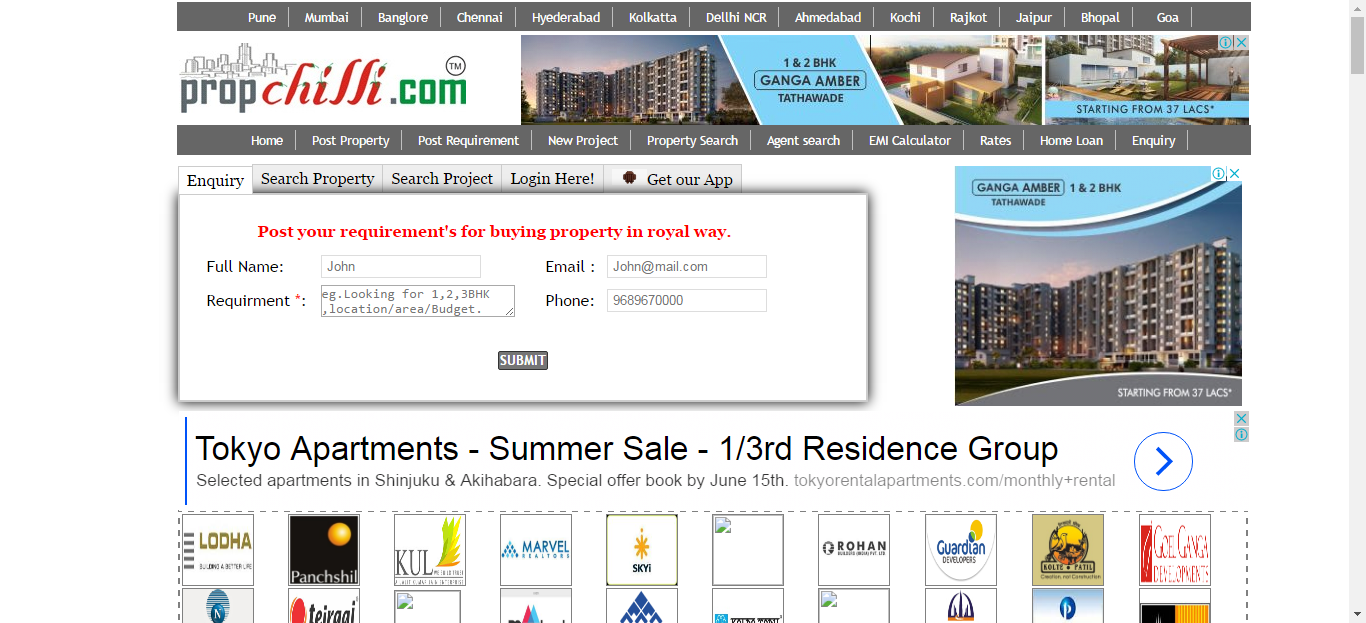 Pune Mumbai Banglore Chennai Hyederabad Kolkatta Dellhi NCR Ahmedabad Kochi Rajkot Jaipur Bhopal Goa
propchilli.com TM
1 & 2 BHK
GANGA AMBER
TATHAWADE
STARTING FROM 37 LACS*
Home Post Property Post Requirement New Project Property Search Agent search EMI Calculator Rates Home Loan Enquiry
Enquiry Search Property Search Project Login Here! Get our App
Post your requirement's for buying property in royal way.
Full Name: John Email : John@mail.com
Requirment *: eg.Looking for 1,2,3BHK
,location/area/Budget.
Phone: 9689670000
SUBMIT
GANGA AMBER 1 & 2 BHK
TATHAWADE
STARTING FROM 37 LACS*
Tokyo Apartments - Summer Sale - 1/3rd Residence Group
Selected apartments in Shinjuku & Akihabara. Special offer book by June 15th. tokyorentalapartments.com/monthly+rental
LODHA
BUILDING A BETTER LIFE
Panchshil
KUL
MARVEL
REALTORS
SKYi
ROHAN
Guardian
DEVELOPERS
KOLTE PATIL
Creation, not Construction
GOEL GANGA
DEVELOPMENTS